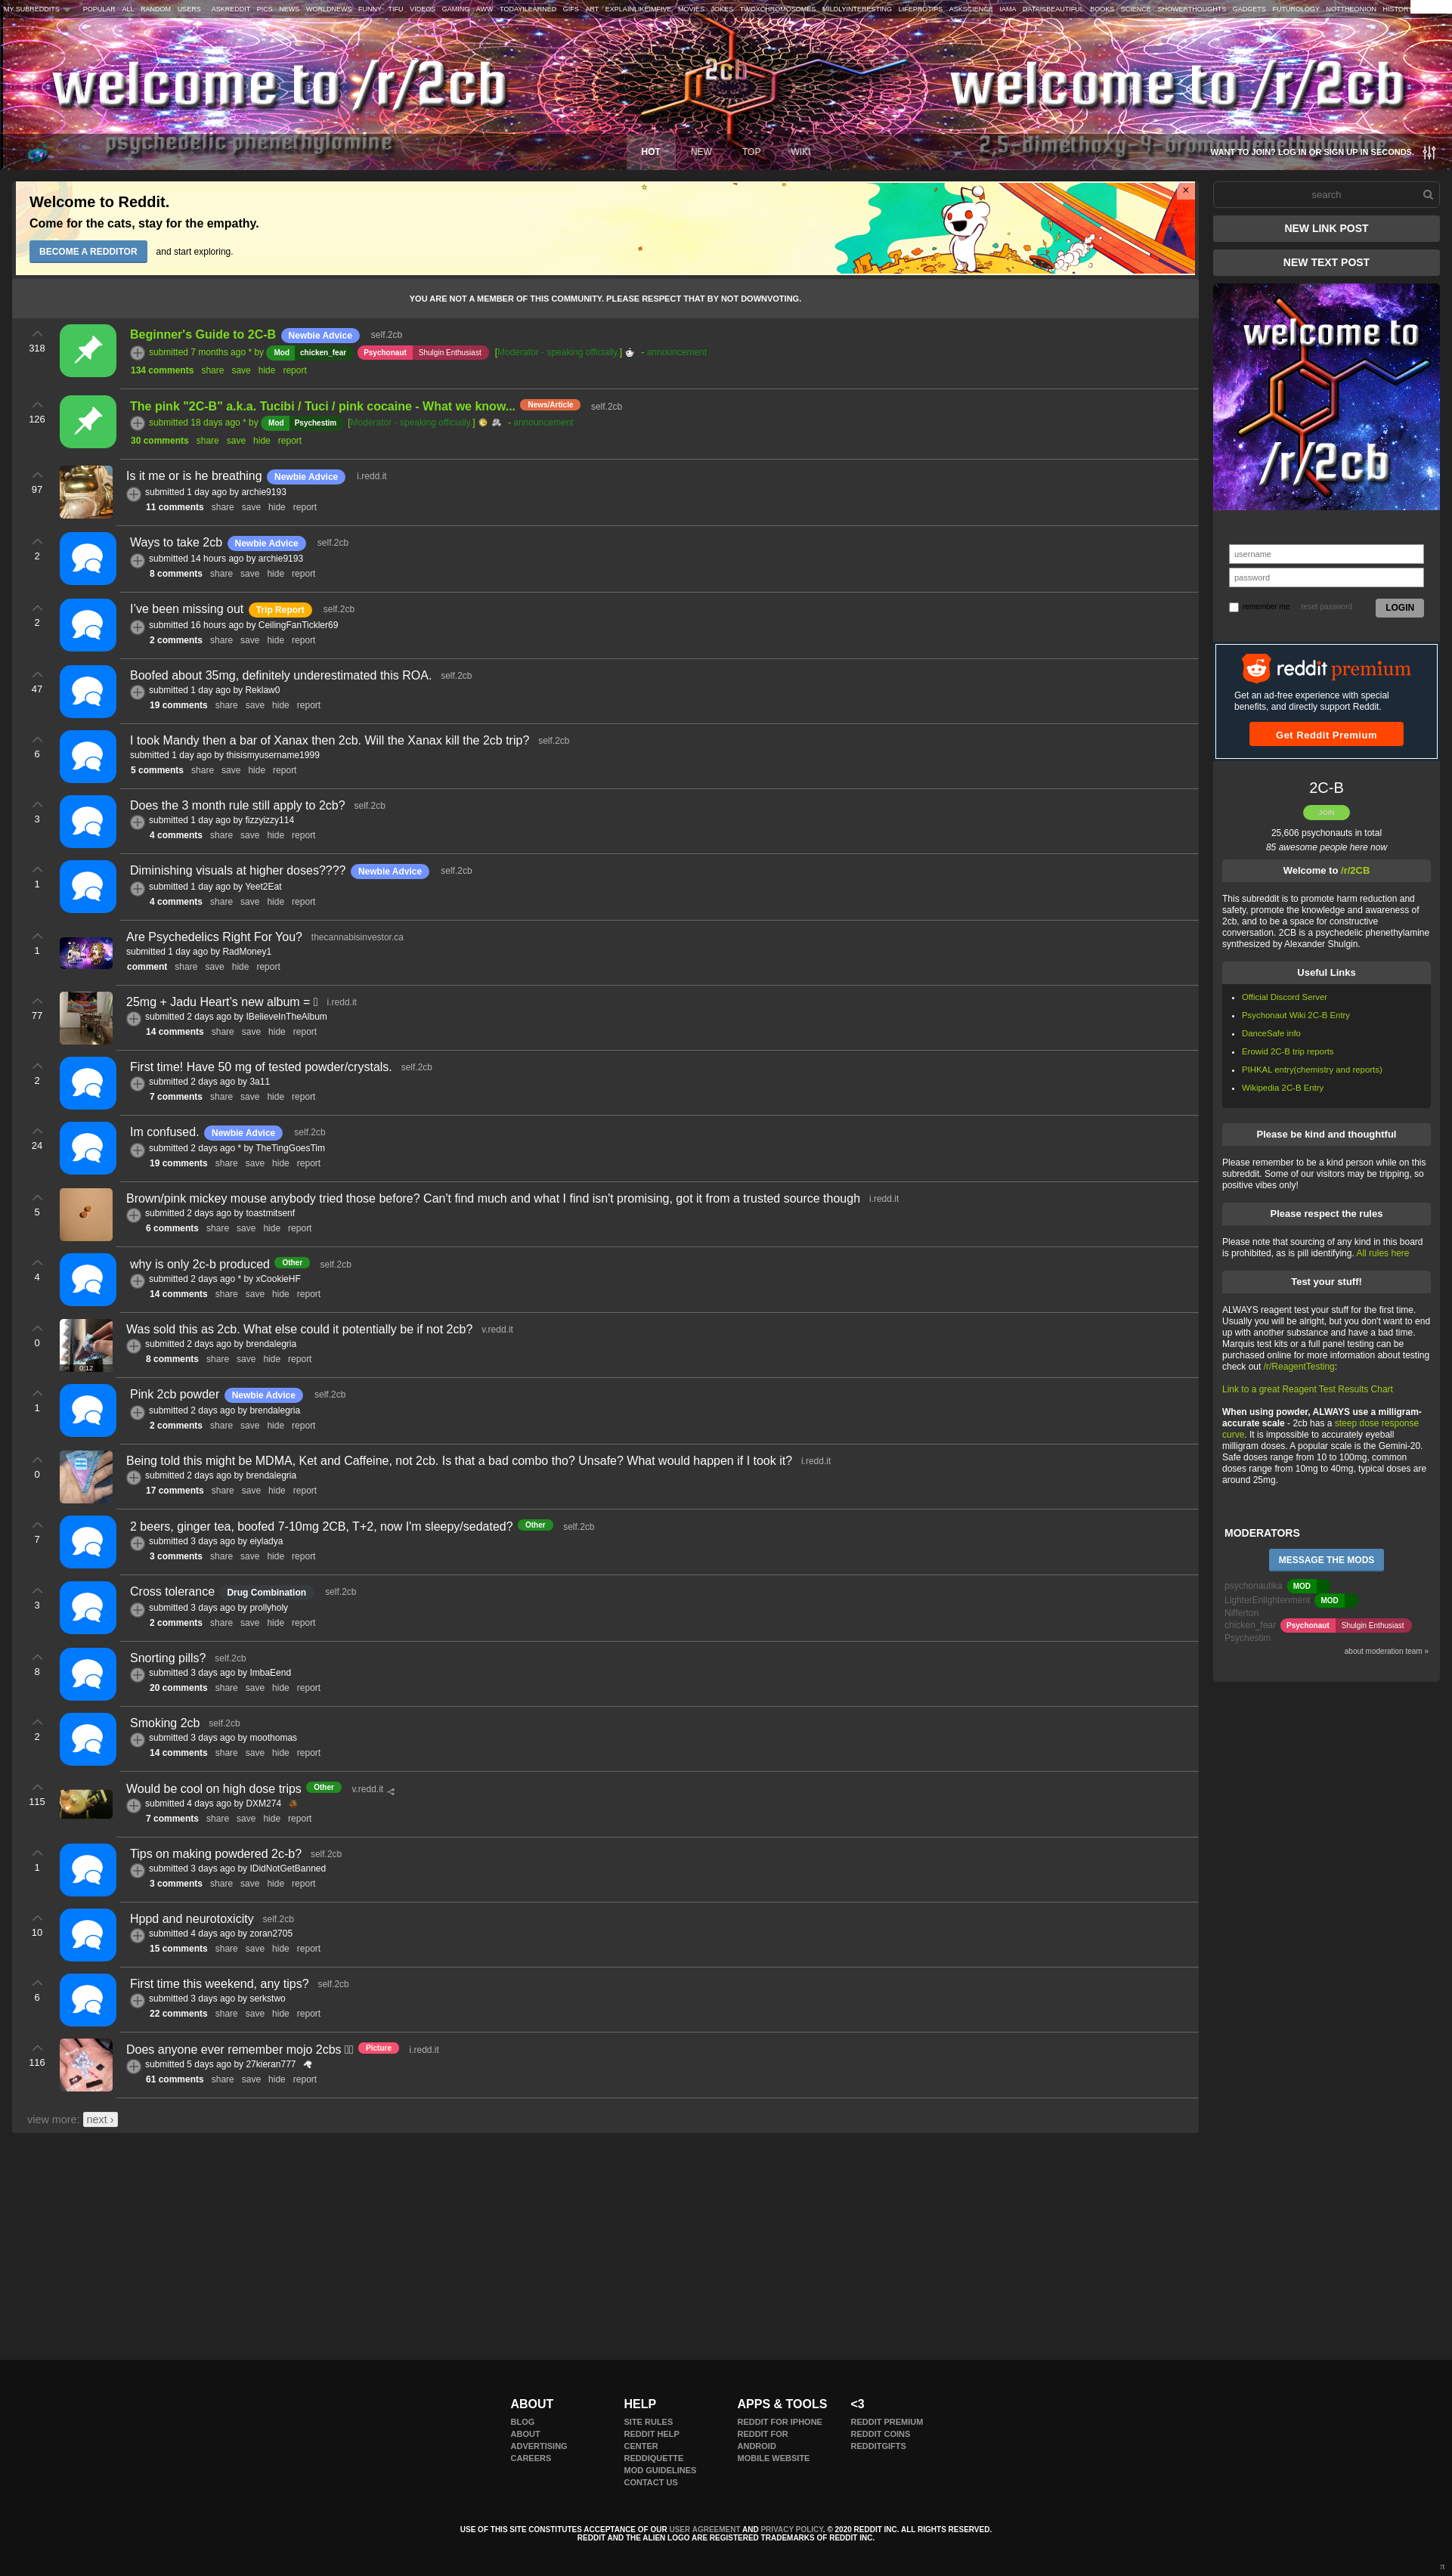 MY SUBREDDITS POPULAR ALL RANDOM USERS ASKREDDIT PICS NEWS WORLDNEWS FUNNY TIFU VIDEOS GAMING AWW TODAYILEARNED GIFS ART EXPLAINLIKEIMFIVE MOVIES JOKES TWOXCHROMOSOMES MILDLYINTERESTING LIFEPROTIPS ASKSCIENCE IAMA DATAISBEAUTIFUL BOOKS SCIENCE SHOWERTHOUGHTS GADGETS FUTUROLOGY NOTTHEONION HISTORY
welcome to /r/2cb
2cb
welcome to /r/2cb
psychedelic phenethylamine
2,5-dimethoxy-4-bromophenethylamine
HOT NEW TOP WIKI
WANT TO JOIN? LOG IN OR SIGN UP IN SECONDS.
Welcome to Reddit.
Come for the cats, stay for the empathy.
BECOME A REDDITOR and start exploring.
×
YOU ARE NOT A MEMBER OF THIS COMMUNITY. PLEASE RESPECT THAT BY NOT DOWNVOTING.
318
Beginner's Guide to 2C-B Newbie Advice self.2cb
submitted 7 months ago * by Mod chicken_fear Psychonaut Shulgin Enthusiast [Moderator - speaking officially.] - announcement
134 comments share save hide report
126
The pink "2C-B" a.k.a. Tucibi / Tuci / pink cocaine - What we know... News/Article self.2cb
submitted 18 days ago * by Mod Psychestim [Moderator - speaking officially.] - announcement
30 comments share save hide report
97
Is it me or is he breathing Newbie Advice i.redd.it
submitted 1 day ago by archie9193
11 comments share save hide report
2
Ways to take 2cb Newbie Advice self.2cb
submitted 14 hours ago by archie9193
8 comments share save hide report
2
I've been missing out Trip Report self.2cb
submitted 16 hours ago by CeilingFanTickler69
2 comments share save hide report
47
Boofed about 35mg, definitely underestimated this ROA. self.2cb
submitted 1 day ago by Reklaw0
19 comments share save hide report
6
I took Mandy then a bar of Xanax then 2cb. Will the Xanax kill the 2cb trip? self.2cb
submitted 1 day ago by thisismyusername1999
5 comments share save hide report
3
Does the 3 month rule still apply to 2cb? self.2cb
submitted 1 day ago by fizzyizzy114
4 comments share save hide report
1
Diminishing visuals at higher doses???? Newbie Advice self.2cb
submitted 1 day ago by Yeet2Eat
4 comments share save hide report
1
Are Psychedelics Right For You? thecannabisinvestor.ca
submitted 1 day ago by RadMoney1
comment share save hide report
77
25mg + Jadu Heart's new album = i.redd.it
submitted 2 days ago by IBelieveInTheAlbum
14 comments share save hide report
2
First time! Have 50 mg of tested powder/crystals. self.2cb
submitted 2 days ago by 3a11
7 comments share save hide report
24
Im confused. Newbie Advice self.2cb
submitted 2 days ago * by TheTingGoesTim
19 comments share save hide report
5
Brown/pink mickey mouse anybody tried those before? Can't find much and what I find isn't promising, got it from a trusted source though i.redd.it
submitted 2 days ago by toastmitsenf
6 comments share save hide report
4
why is only 2c-b produced Other self.2cb
submitted 2 days ago * by xCookieHF
14 comments share save hide report
0
0:12
Was sold this as 2cb. What else could it potentially be if not 2cb? v.redd.it
submitted 2 days ago by brendalegria
8 comments share save hide report
1
Pink 2cb powder Newbie Advice self.2cb
submitted 2 days ago by brendalegria
2 comments share save hide report
0
Being told this might be MDMA, Ket and Caffeine, not 2cb. Is that a bad combo tho? Unsafe? What would happen if I took it? i.redd.it
submitted 2 days ago by brendalegria
17 comments share save hide report
7
2 beers, ginger tea, boofed 7-10mg 2CB, T+2, now I'm sleepy/sedated? Other self.2cb
submitted 3 days ago by eiyladya
3 comments share save hide report
3
Cross tolerance Drug Combination self.2cb
submitted 3 days ago by prollyholy
2 comments share save hide report
8
Snorting pills? self.2cb
submitted 3 days ago by ImbaEend
20 comments share save hide report
2
Smoking 2cb self.2cb
submitted 3 days ago by moothomas
14 comments share save hide report
115
Would be cool on high dose trips Other v.redd.it
submitted 4 days ago by DXM274
7 comments share save hide report
1
Tips on making powdered 2c-b? self.2cb
submitted 3 days ago by IDidNotGetBanned
3 comments share save hide report
10
Hppd and neurotoxicity self.2cb
submitted 4 days ago by zoran2705
15 comments share save hide report
6
First time this weekend, any tips? self.2cb
submitted 3 days ago by serkstwo
22 comments share save hide report
116
Does anyone ever remember mojo 2cbs Picture i.redd.it
submitted 5 days ago by 27kieran777
61 comments share save hide report
view more: next ›
search
NEW LINK POST
NEW TEXT POST
welcome to
/r/2cb
username
password
remember me reset password LOGIN
reddit premium
Get an ad-free experience with special
benefits, and directly support Reddit.
Get Reddit Premium
2C-B
JOIN
25,606 psychonauts in total
85 awesome people here now
Welcome to /r/2CB
This subreddit is to promote harm reduction and
safety, promote the knowledge and awareness of
2cb, and to be a space for constructive
conversation. 2CB is a psychedelic phenethylamine
synthesized by Alexander Shulgin.
Useful Links
Official Discord Server
Psychonaut Wiki 2C-B Entry
DanceSafe info
Erowid 2C-B trip reports
PIHKAL entry(chemistry and reports)
Wikipedia 2C-B Entry
Please be kind and thoughtful
Please remember to be a kind person while on this
subreddit. Some of our visitors may be tripping, so
positive vibes only!
Please respect the rules
Please note that sourcing of any kind in this board
is prohibited, as is pill identifying. All rules here
Test your stuff!
ALWAYS reagent test your stuff for the first time.
Usually you will be alright, but you don't want to end
up with another substance and have a bad time.
Marquis test kits or a full panel testing can be
purchased online for more information about testing
check out /r/ReagentTesting:
Link to a great Reagent Test Results Chart
When using powder, ALWAYS use a milligram-
accurate scale - 2cb has a steep dose response
curve. It is impossible to accurately eyeball
milligram doses. A popular scale is the Gemini-20.
Safe doses range from 10 to 100mg, common
doses range from 10mg to 40mg, typical doses are
around 25mg.
MODERATORS
MESSAGE THE MODS
psychonautika MOD
LighterEnlightenment MOD
Nifferton
chicken_fear Psychonaut Shulgin Enthusiast
Psychestim
about moderation team »
ABOUT
BLOG
ABOUT
ADVERTISING
CAREERS
HELP
SITE RULES
REDDIT HELP
CENTER
REDDIQUETTE
MOD GUIDELINES
CONTACT US
APPS & TOOLS
REDDIT FOR IPHONE
REDDIT FOR
ANDROID
MOBILE WEBSITE
<3
REDDIT PREMIUM
REDDIT COINS
REDDITGIFTS
USE OF THIS SITE CONSTITUTES ACCEPTANCE OF OUR USER AGREEMENT AND PRIVACY POLICY. © 2020 REDDIT INC. ALL RIGHTS RESERVED.
REDDIT AND THE ALIEN LOGO ARE REGISTERED TRADEMARKS OF REDDIT INC.
π